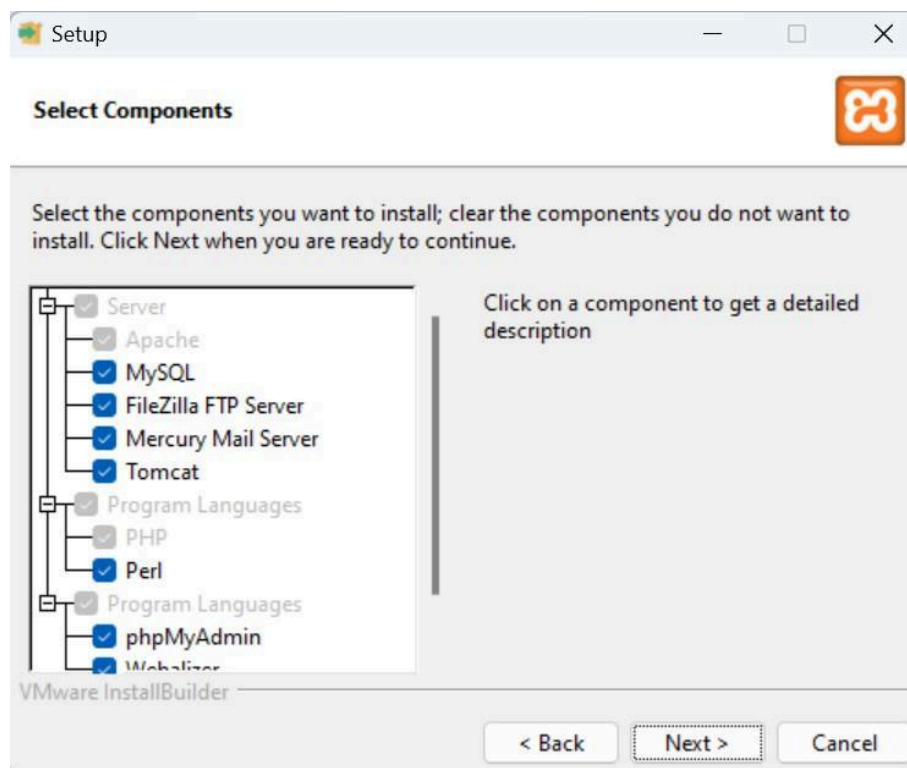 Setup
Select Components
Select the components you want to install; clear the components you do not want to
install. Click Next when you are ready to continue.
Server
Apache
MySQL
FileZilla FTP Server
Mercury Mail Server
Tomcat
Program Languages
PHP
Perl
Program Languages
phpMyAdmin
Webalizer
Click on a component to get a detailed
description
VMware InstallBuilder
< Back
Next >
Cancel